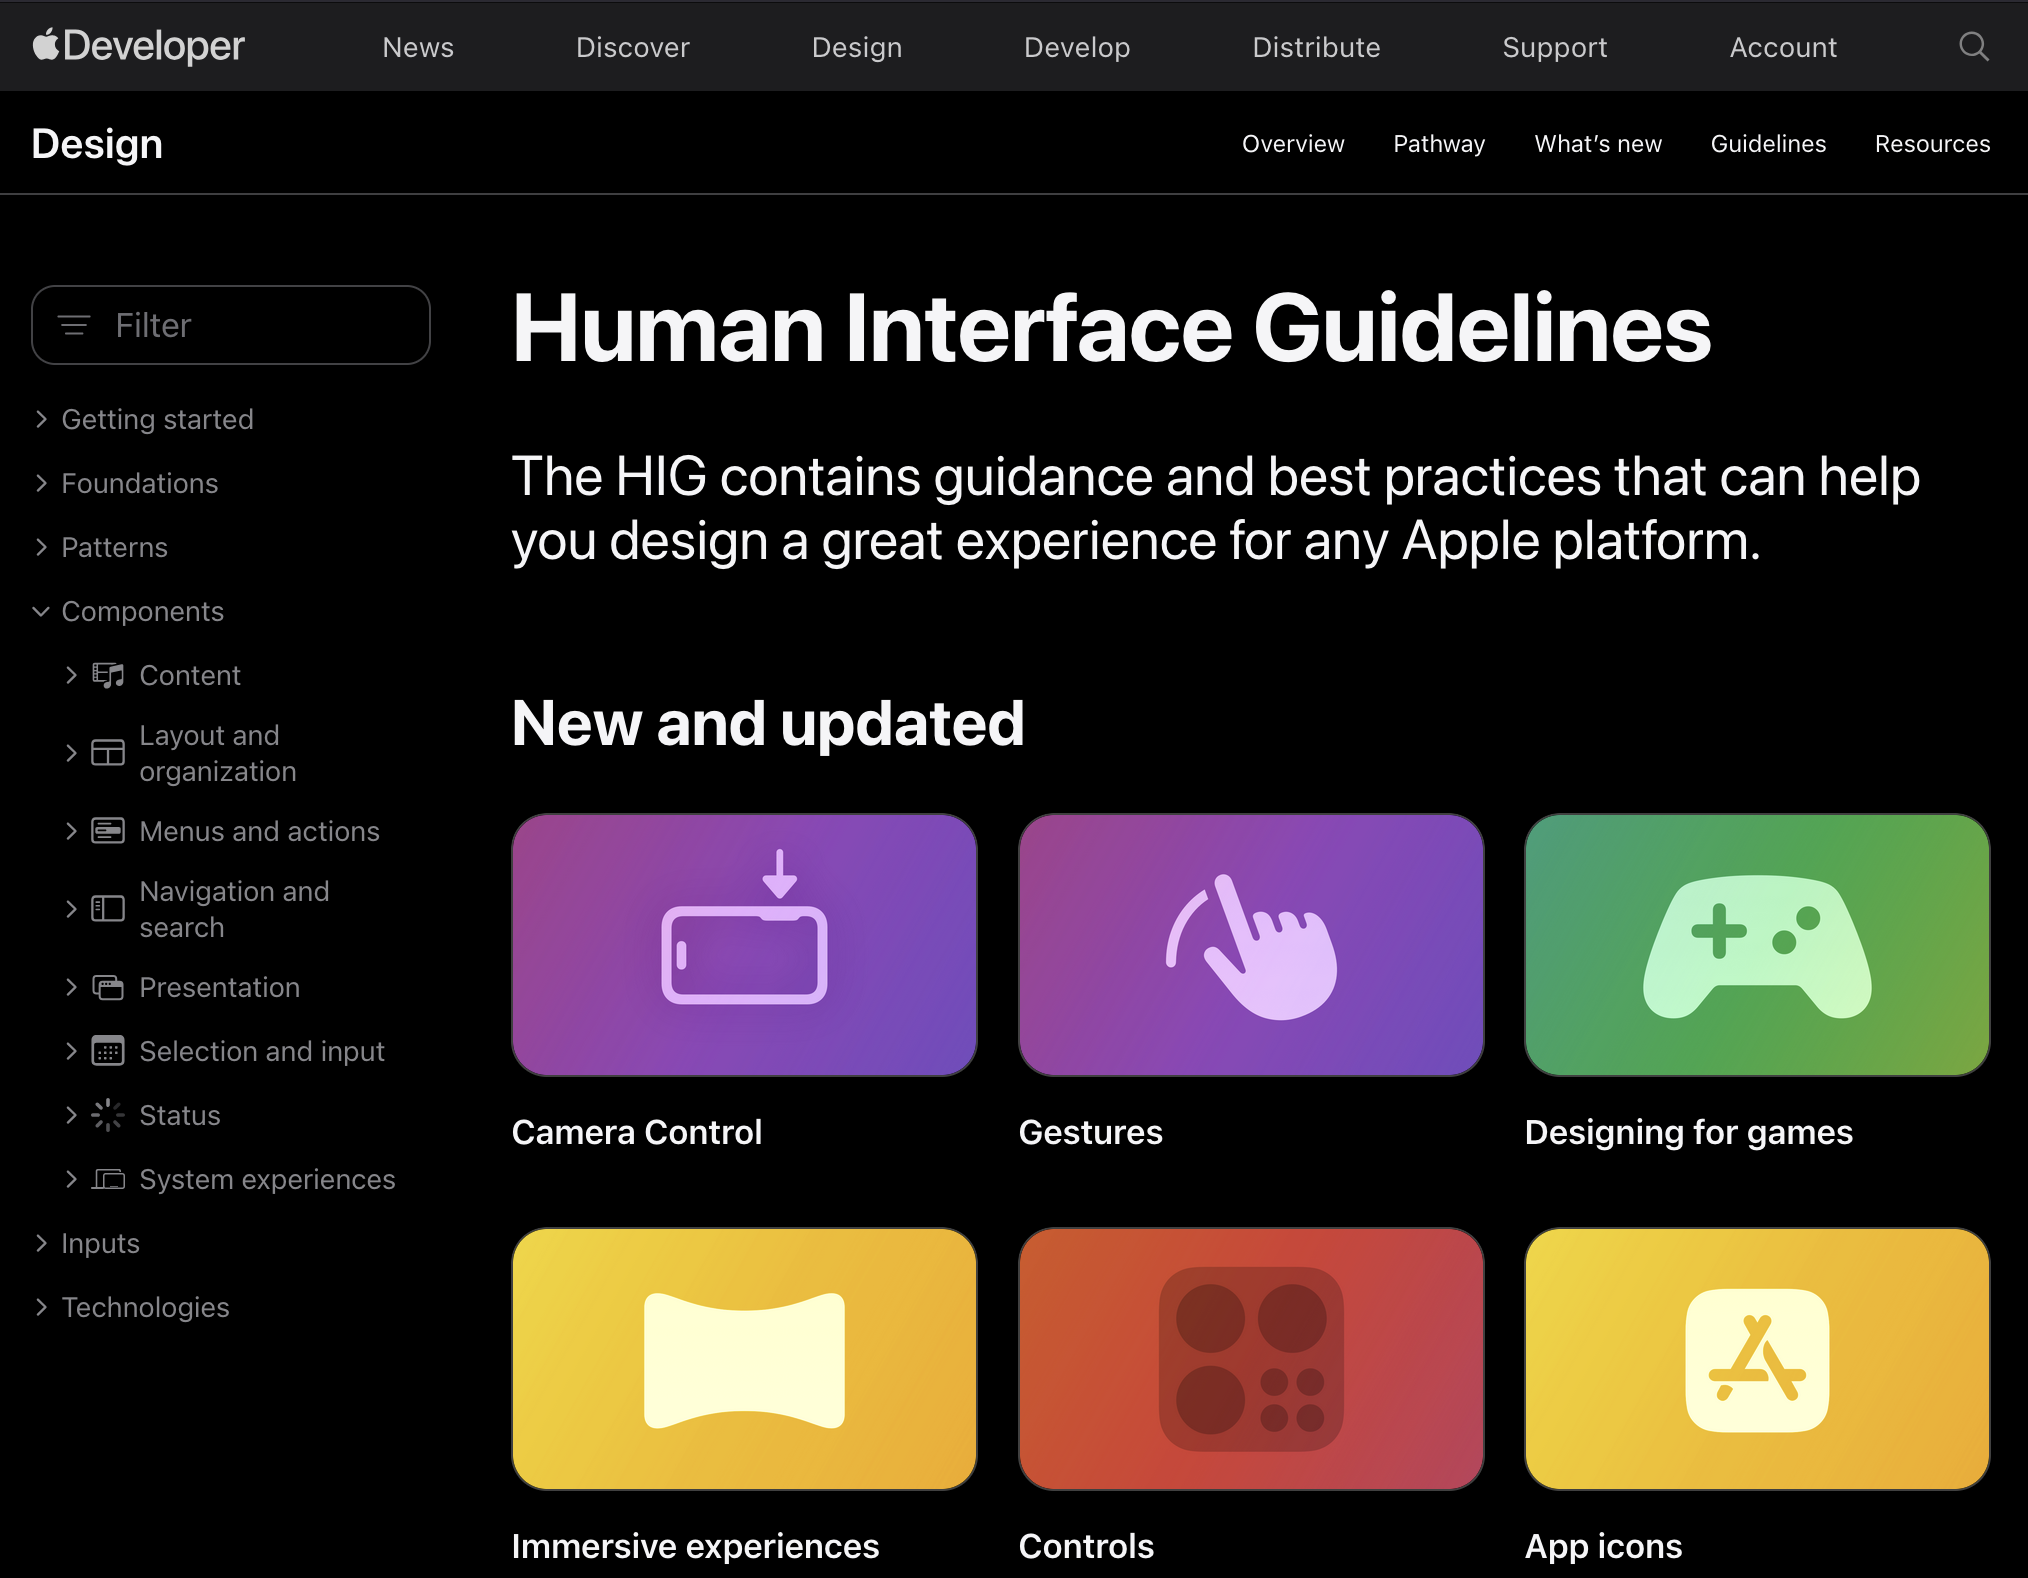 Developer
News
Discover
Design
Develop
Distribute
Support
Account
Design
Overview
Pathway
What’s new
Guidelines
Resources
Filter
Getting started
Foundations
Patterns
Components
Content
Layout and
organization
Menus and actions
Navigation and
search
Presentation
Selection and input
Status
System experiences
Inputs
Technologies
Human Interface Guidelines
The HIG contains guidance and best practices that can help
you design a great experience for any Apple platform.
New and updated
Camera Control
Gestures
Designing for games
Immersive experiences
Controls
App icons